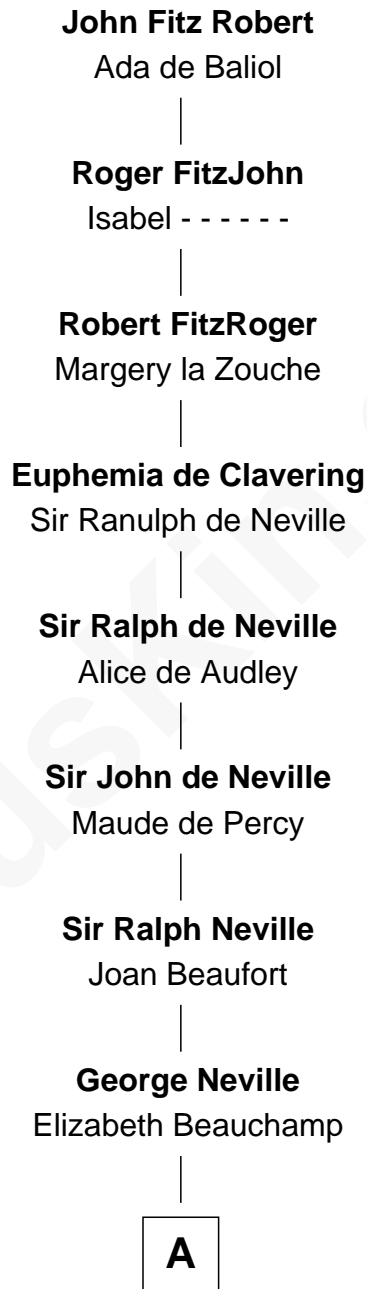 John Fitz Robert
Ada de Baliol
Roger FitzJohn
Isabel - - - - - -
Robert FitzRoger
Margery la Zouche
Euphemia de Clavering
Sir Ranulph de Neville
Sir Ralph de Neville
Alice de Audley
Sir John de Neville
Maude de Percy
Sir Ralph Neville
Joan Beaufort
George Neville
Elizabeth Beauchamp
A